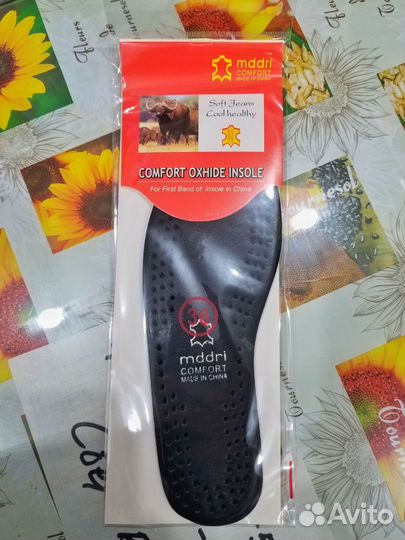 mddri
COMFORT
MADE IN CHINA
Soft Jeans
Cool healthy
COMFORT OXHIDE INSOLE
For First Band of insole in China
38
mddri
COMFORT
MADE IN CHINA
Avito